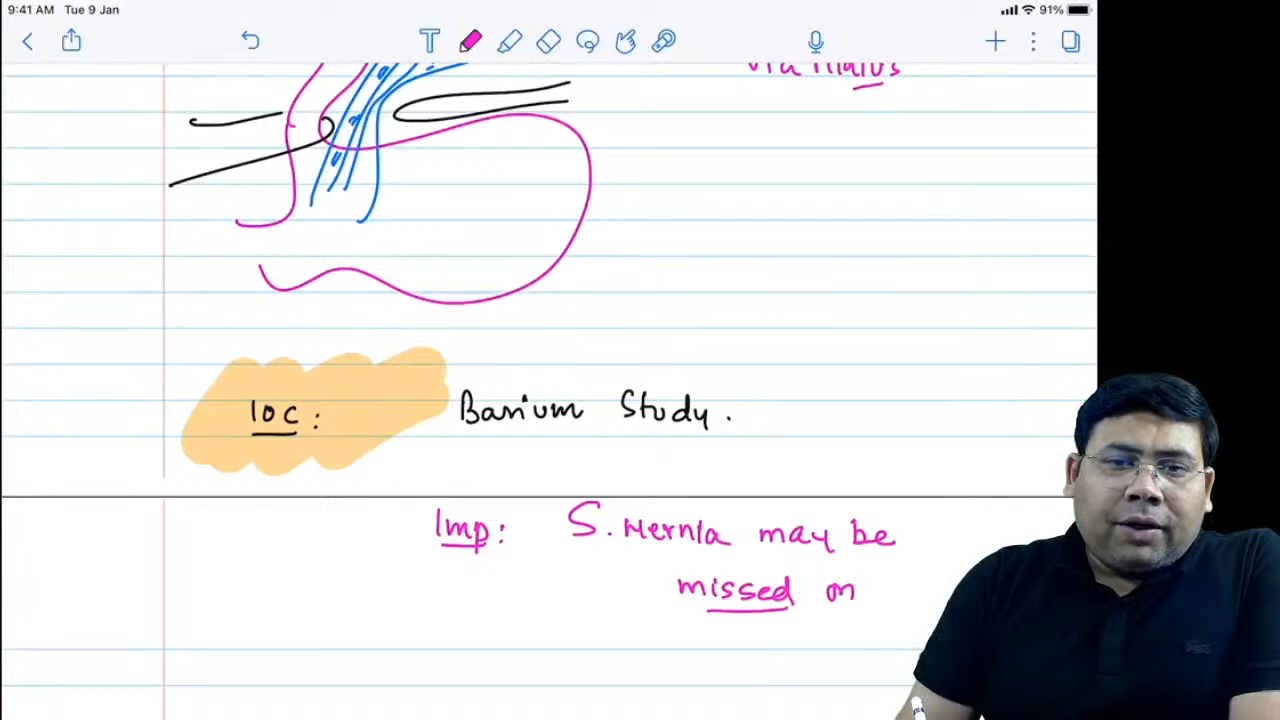 9:41 AM Tue 9 Jan
91%
IOC: Barium Study.
Imp: S. Hernia may be
missed on